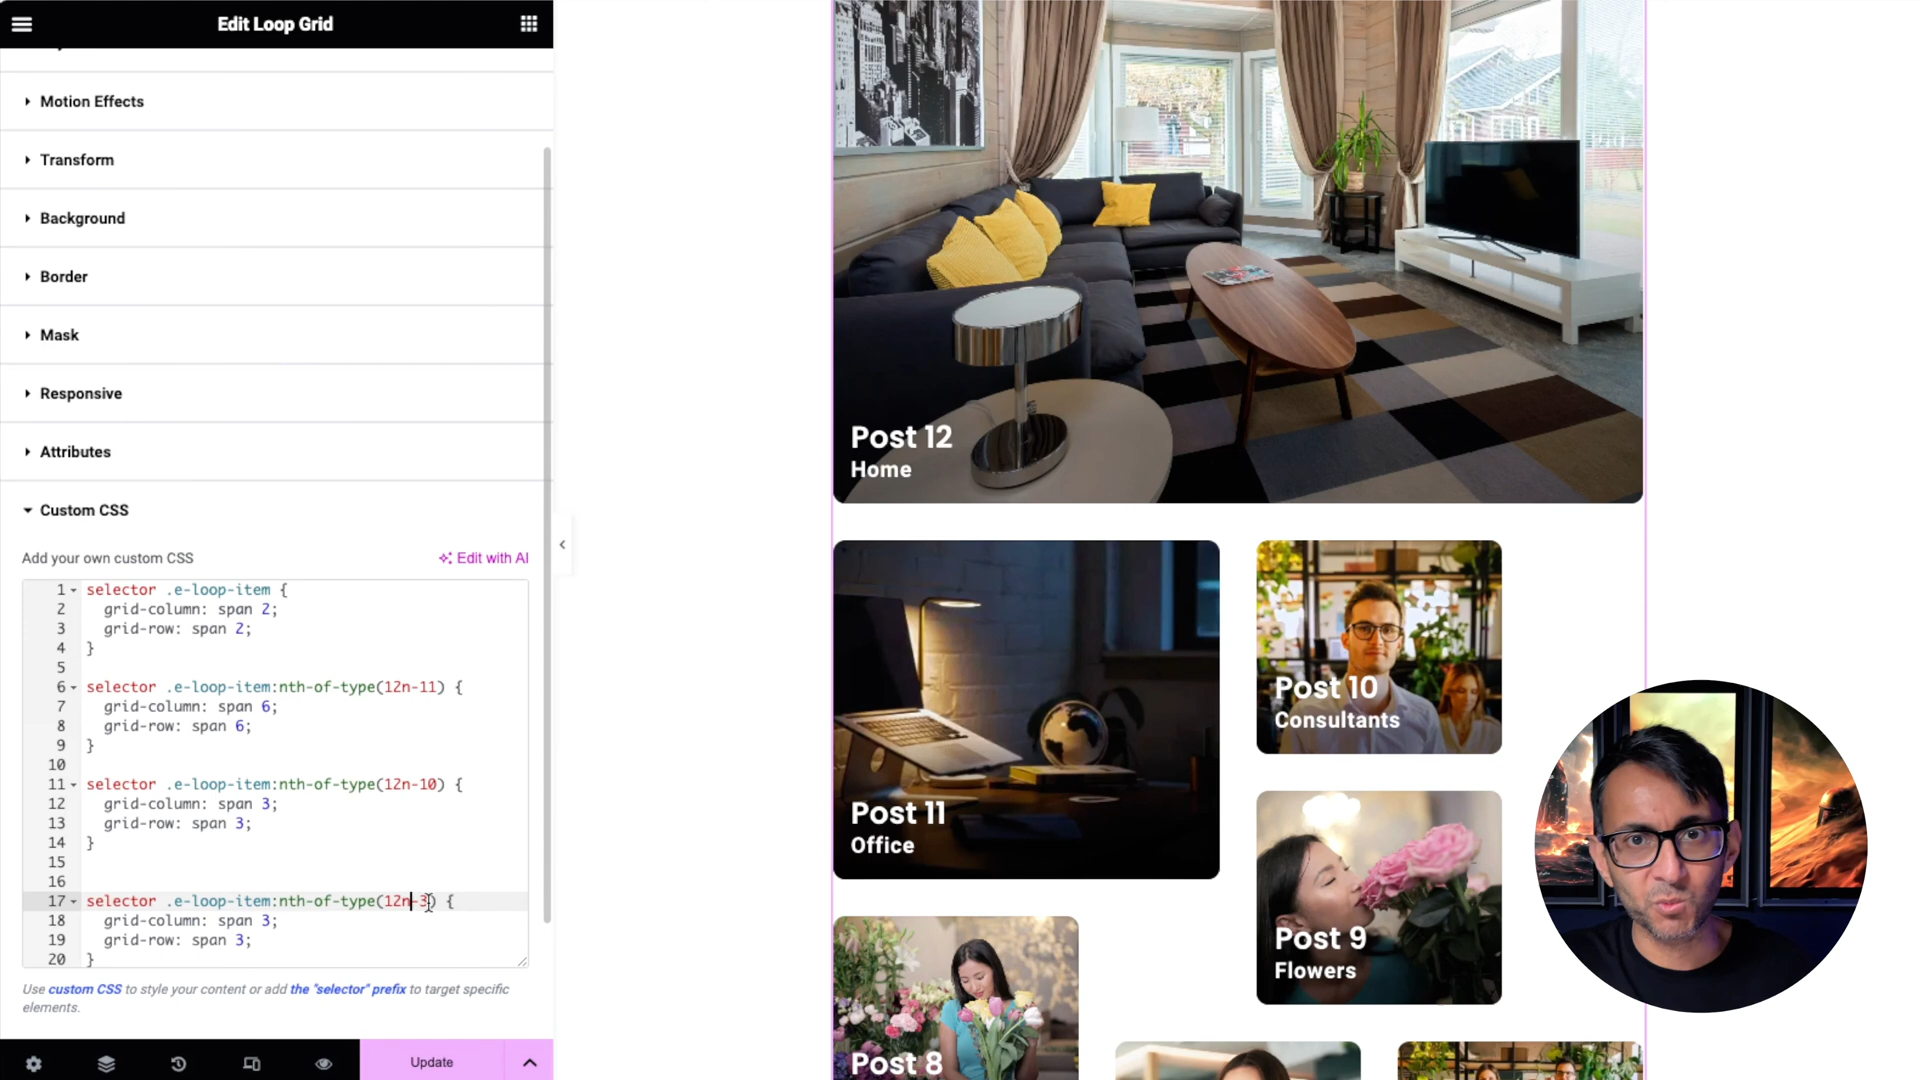 Edit Loop Grid
Motion Effects
Transform
Background
Border
Mask
Responsive
Attributes
Custom CSS
Add your own custom CSS
Edit with AI
1 selector .e-loop-item {
2 grid-column: span 2;
3 grid-row: span 2;
4 }
5
6 selector .e-loop-item:nth-of-type(12n-11) {
7 grid-column: span 6;
8 grid-row: span 6;
9 }
10
11 selector .e-loop-item:nth-of-type(12n-10) {
12 grid-column: span 3;
13 grid-row: span 3;
14 }
15
16
17 selector .e-loop-item:nth-of-type(12n-3) {
18 grid-column: span 3;
19 grid-row: span 3;
20 }
Use custom CSS to style your content or add the "selector" prefix to target specific
elements.
Update
Post 12
Home
Post 11
Office
Post 10
Consultants
Post 9
Flowers
Post 8